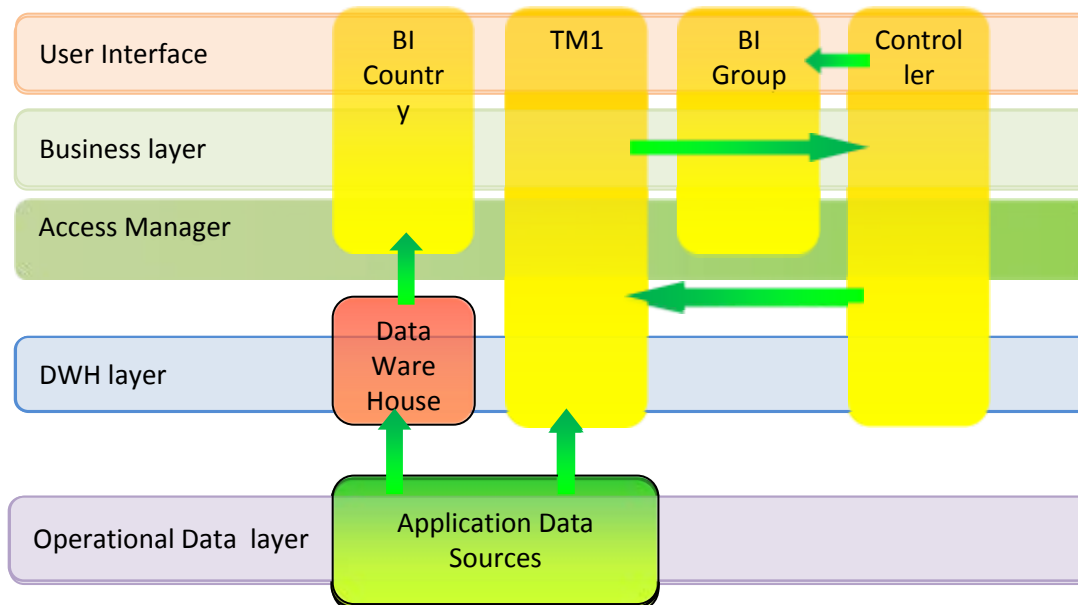 User Interface
BI
Countr
y
TM1
BI
Group
Control
ler
Business layer
Access Manager
Data
Ware
House
DWH layer
Operational Data  layer
Application Data
Sources